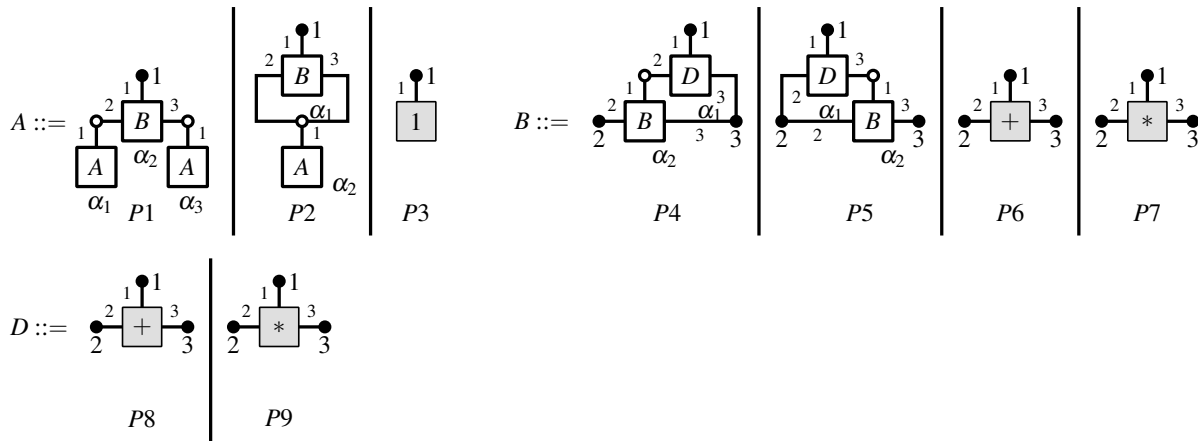 1 1 1 1 1
1 2 3 1 1 1 2 3 2 3 1 1
B D D
A ::= 2 B 3 α1 1 B ::= 1 3 α1 1 2 + 3 2 * 3
1 1 1 B α1 2 B 3
A α2 A A 2 3 3 2 α2 3 2 3 2 3
α1 α3 α2 α2
P1 P2 P3 P4 P5 P6 P7
1 1
1 1
D ::= 2 + 3 2 * 3
2 3 2 3
P8 P9